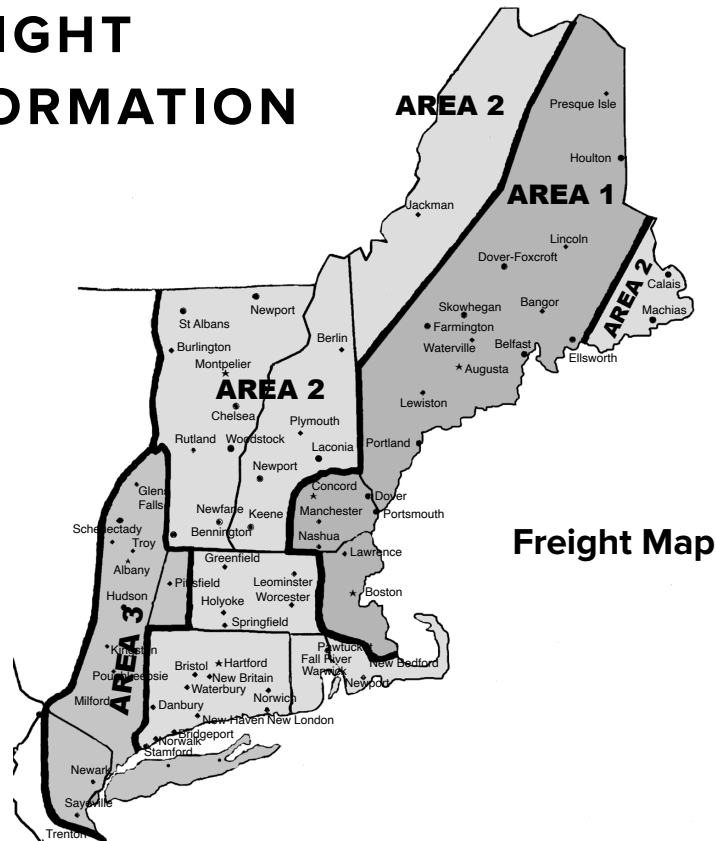 IGHT
ORMATION
AREA 2
Presque Isle
Houlton
AREA 1
Jackman
Lincoln
Dover-Foxcroft
AREA 2
Calais
Machias
Skowhegan
Bangor
Farmington
Waterville
Belfast
Ellsworth
Augusta
Lewiston
Portland
Newport
St Albans
Berlin
Burlington
Montpelier
AREA 2
Chelsea
Plymouth
Rutland
Woodstock
Laconia
Newport
Glens
Falls
Concord
Dover
Manchester
Portsmouth
Newfane
Keene
Schenectady
Bennington
Nashua
Troy
Lawrence
Freight Map
Albany
Greenfield
Pittsfield
Leominster
Hudson
Worcester
Boston
Holyoke
Springfield
AREA 3
Kingston
Pawtucket
Fall River
New Bedford
Bristol
Hartford
Warwick
Poughkeepsie
New Britain
Newport
Waterbury
Milford
Norwich
Danbury
New Haven
New London
Bridgeport
Norwalk
Stamford
Newark
Sayeville
Trenton